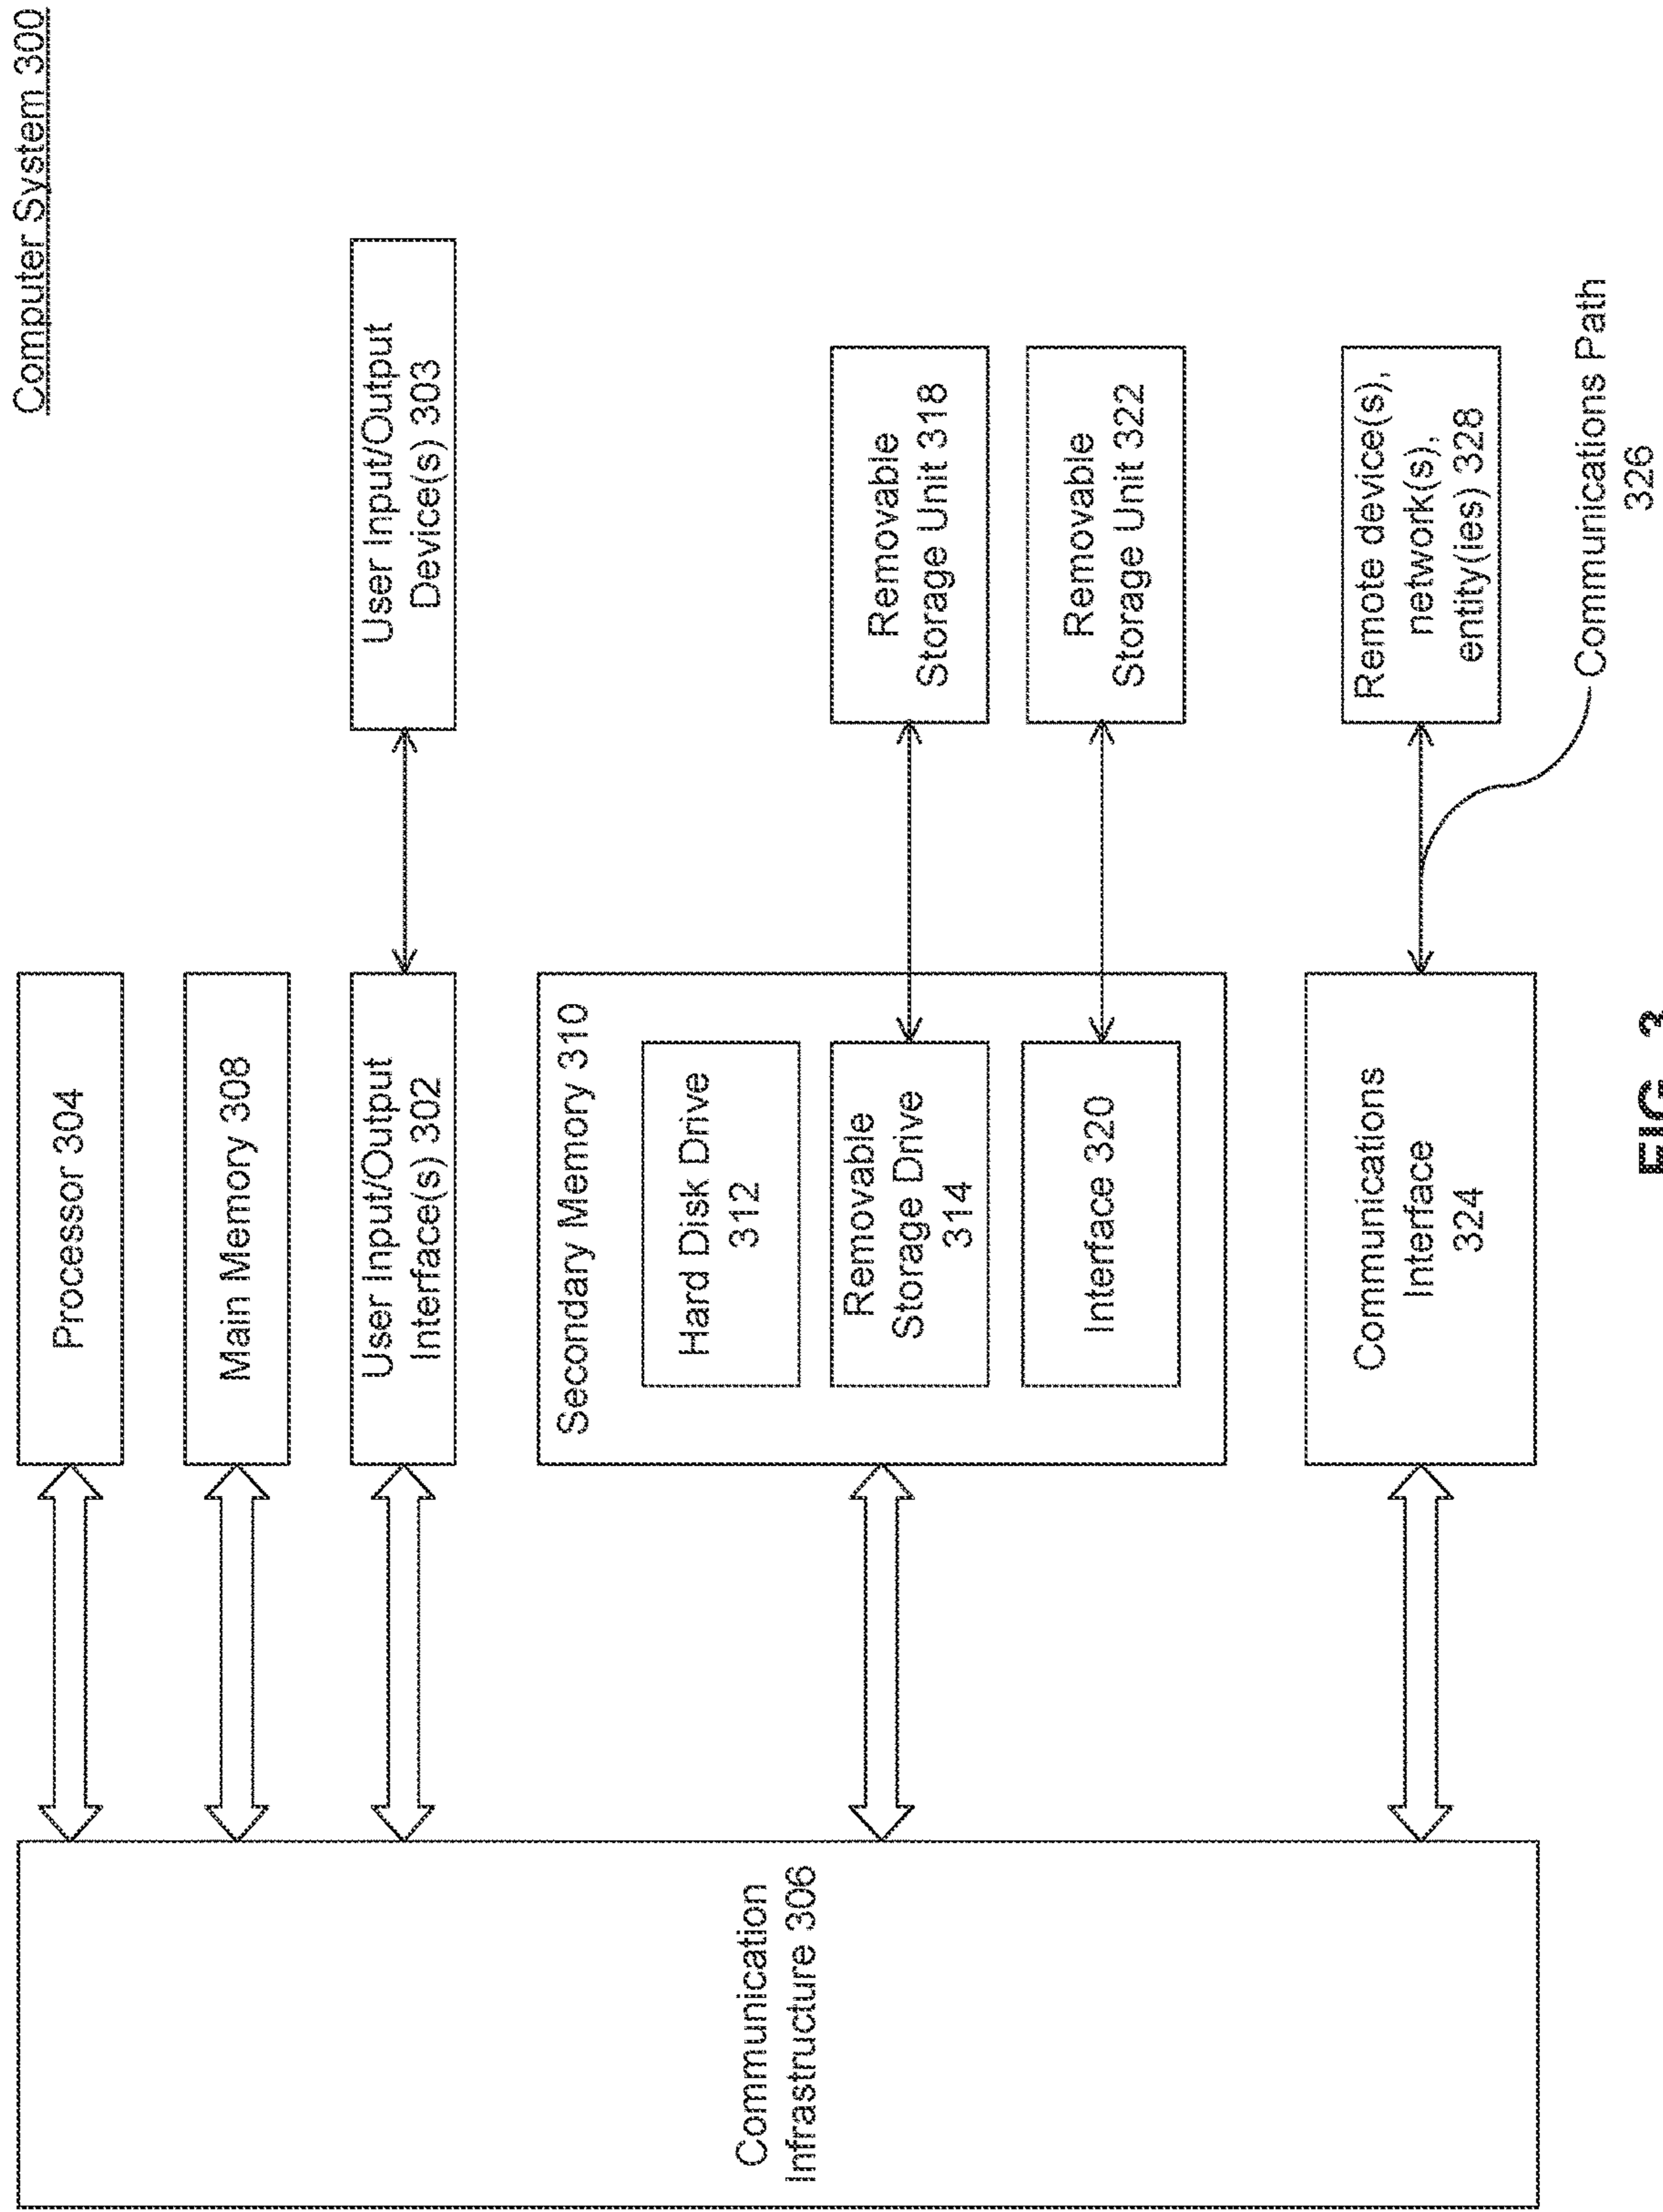 Computer System 300
Processor 304
Main Memory 308
User Input/Output
Interface(s) 302
User Input/Output
Device(s) 303
Communication
Infrastructure 306
Secondary Memory 310
Hard Disk Drive
312
Removable
Storage Drive
314
Removable
Storage Unit 318
Interface 320
Removable
Storage Unit 322
Communications
Interface
324
Remote device(s),
network(s),
entity(ies) 328
Communications Path
326
FIG. 3